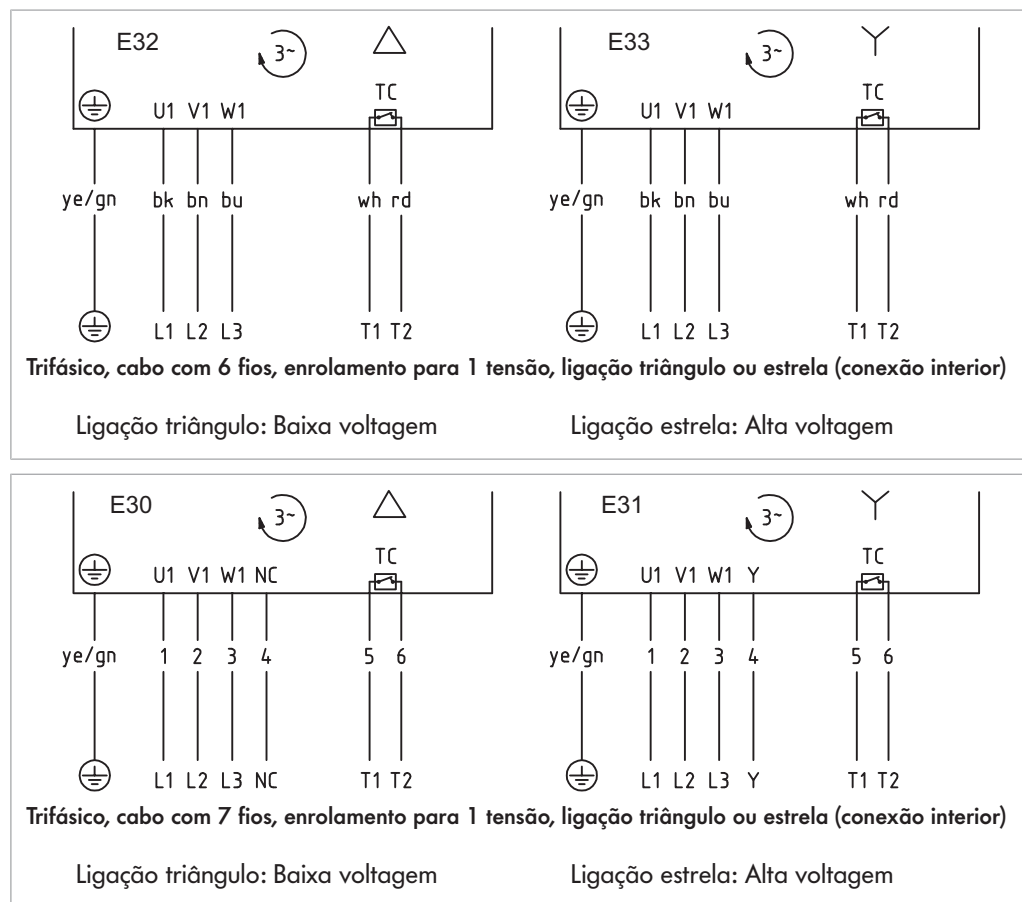 E32 3~ E33 3~
TC TC
U1 V1 W1 U1 V1 W1
ye/gn bk bn bu wh rd ye/gn bk bn bu wh rd
L1 L2 L3 T1 T2 L1 L2 L3 T1 T2
Trifásico, cabo com 6 fios, enrolamento para 1 tensão, ligação triângulo ou estrela (conexão interior)
Ligação triângulo: Baixa voltagem Ligação estrela: Alta voltagem
E30 3~ E31 3~
TC TC
U1 V1 W1 NC U1 V1 W1 Y
ye/gn 1 2 3 4 5 6 ye/gn 1 2 3 4 5 6
L1 L2 L3 NC T1 T2 L1 L2 L3 Y T1 T2
Trifásico, cabo com 7 fios, enrolamento para 1 tensão, ligação triângulo ou estrela (conexão interior)
Ligação triângulo: Baixa voltagem Ligação estrela: Alta voltagem